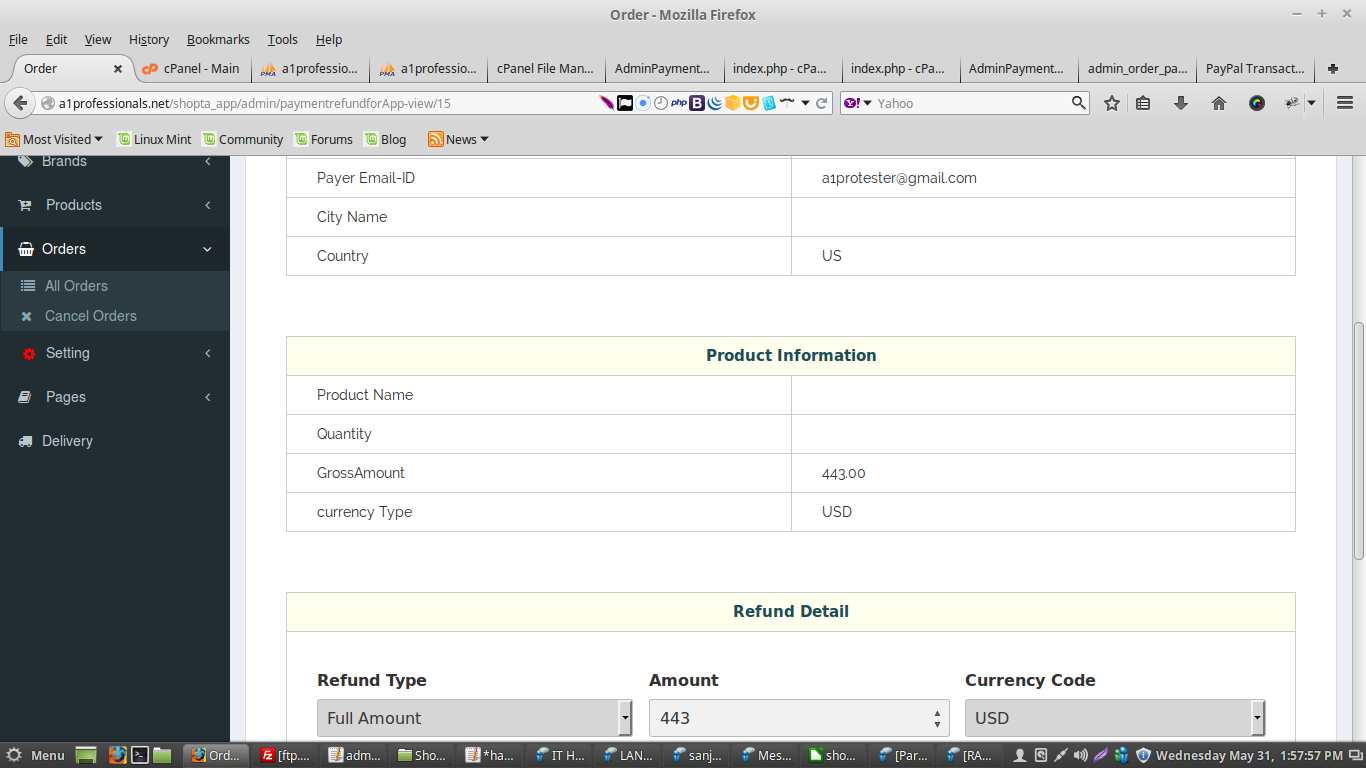 Order - Mozilla Firefox
File Edit View History Bookmarks Tools Help
Order cPanel - Main a1professio... a1professio... cPanel File Man... AdminPayment... index.php - cPa... index.php - cPa... AdminPayment... admin_order_pa... PayPal Transact...
a1professionals.net/shopta_app/admin/paymentrefundforApp-view/15 php Yahoo
Most Visited Linux Mint Community Forums Blog News
Brands
Products
Orders
All Orders
Cancel Orders
Setting
Pages
Delivery
Payer Email-ID a1protester@gmail.com
City Name
Country US
Product Information
Product Name
Quantity
GrossAmount 443.00
currency Type USD
Refund Detail
Refund Type Amount Currency Code
Full Amount 443 USD
Menu Ord... [ftp.... adm... Sho... *ha... IT H... LAN... sanj... Mes... sho... [Par... [RA... Wednesday May 31, 1:57:57 PM